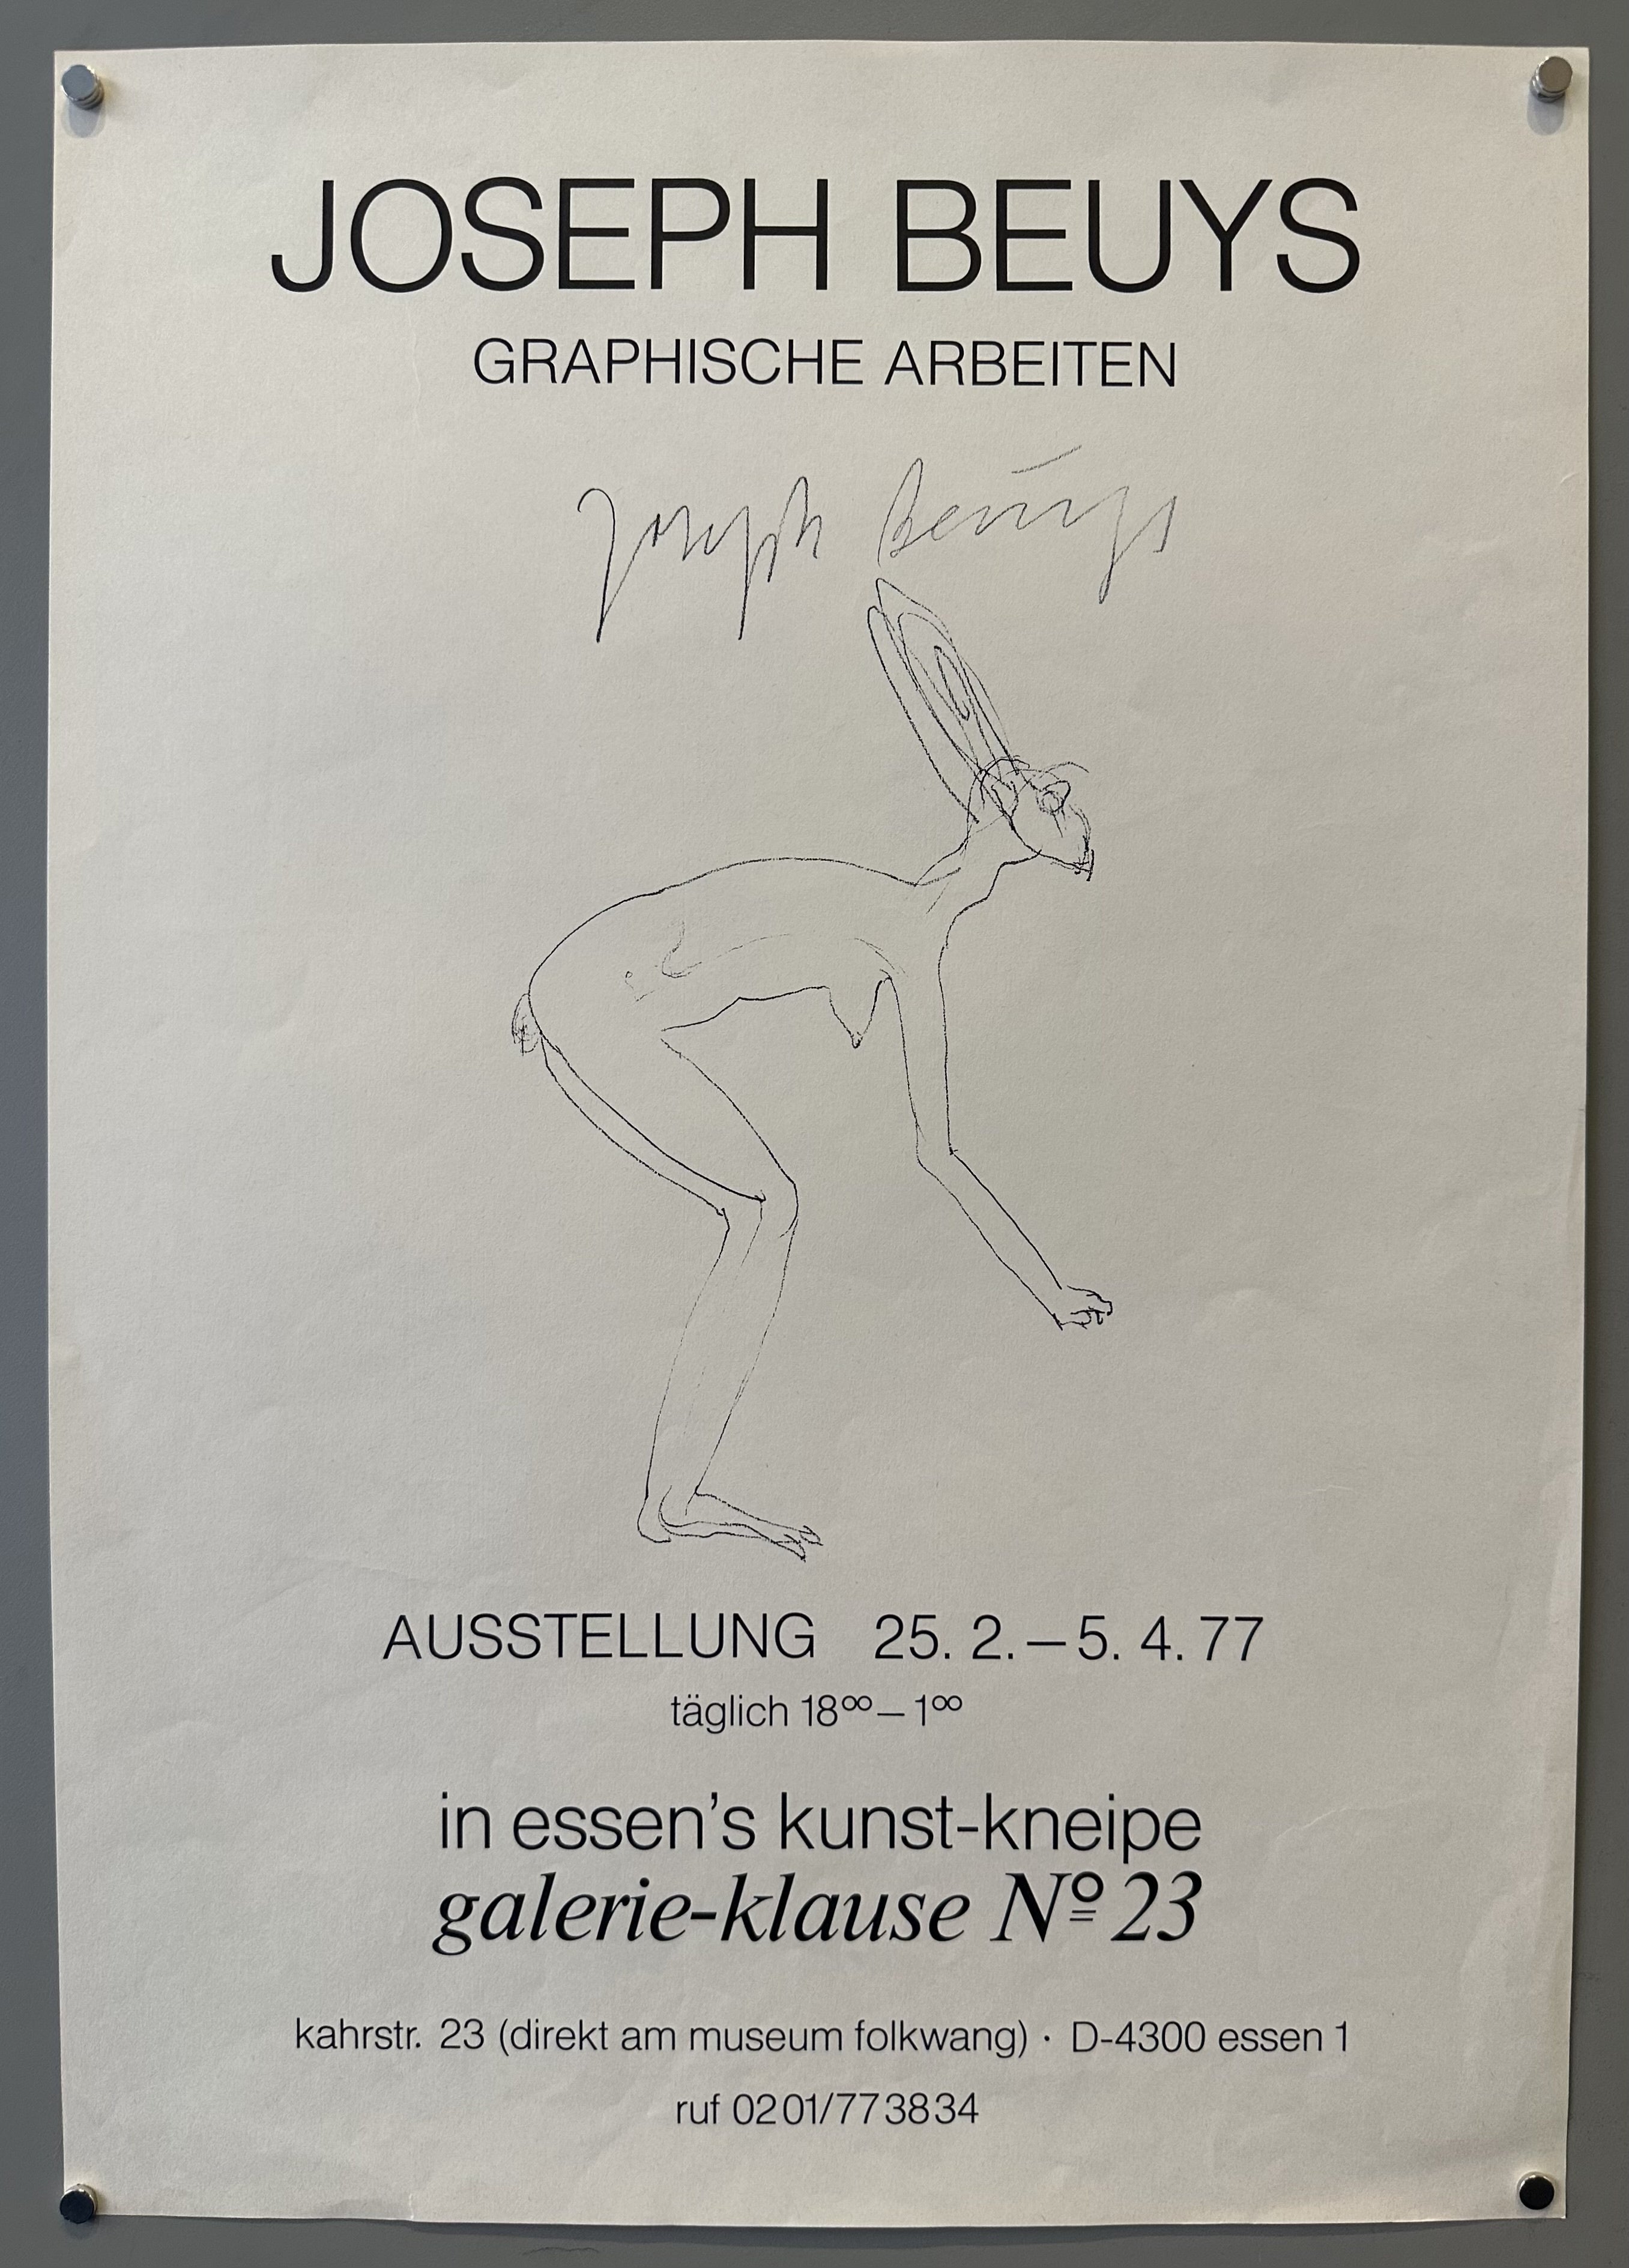 JOSEPH BEUYS
GRAPHISCHE ARBEITEN
Joseph Beuys
AUSSTELLUNG 25. 2. – 5. 4. 77
täglich 18⁰⁰ – 1⁰⁰
in essen's kunst-kneipe
galerie-klause Nº 23
kahrstr. 23 (direkt am museum folkwang) · D-4300 essen 1
ruf 0201/773834